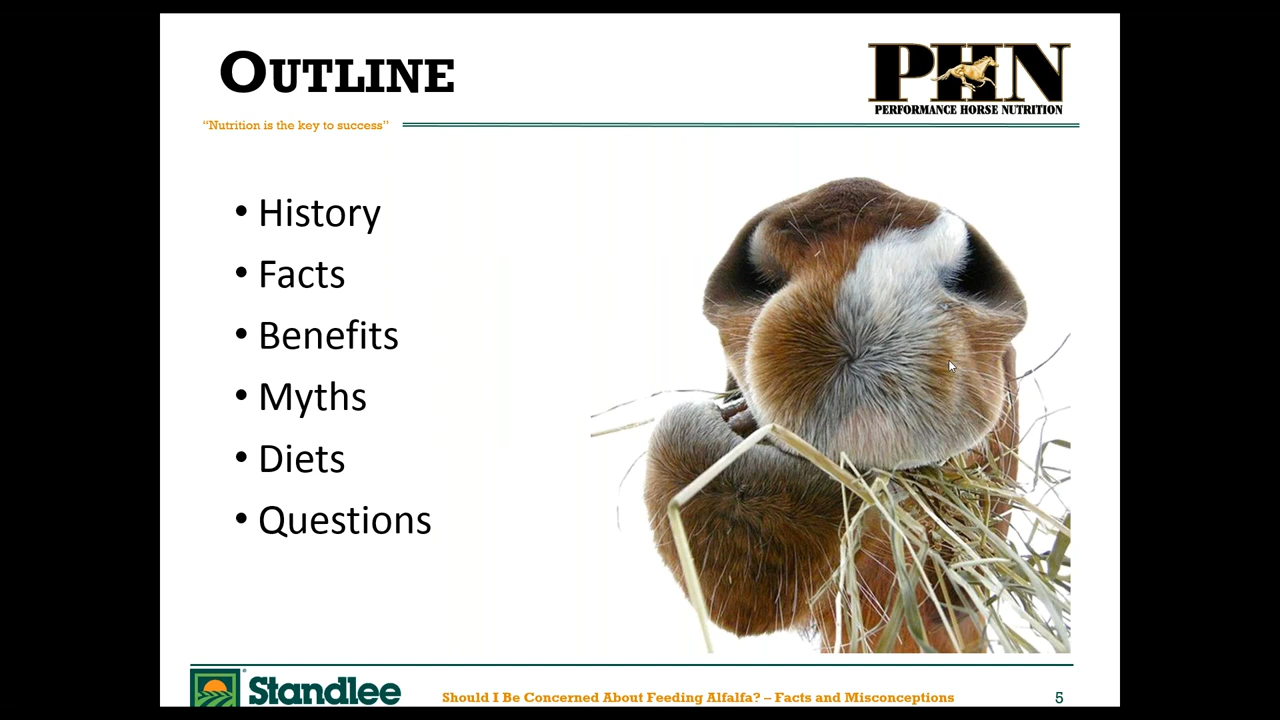 OUTLINE
PHN
PERFORMANCE HORSE NUTRITION
“Nutrition is the key to success”
• History
• Facts
• Benefits
• Myths
• Diets
• Questions
Standlee
Should I Be Concerned About Feeding Alfalfa? – Facts and Misconceptions
5